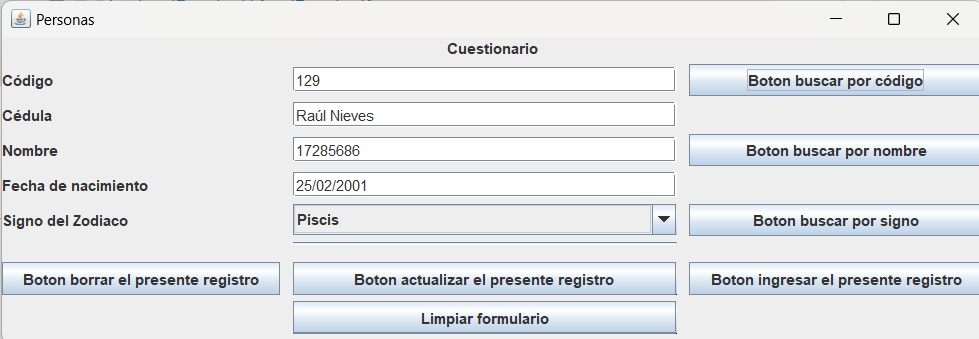 Personas
Cuestionario
Código 129 Boton buscar por código
Cédula Raúl Nieves
Nombre 17285686 Boton buscar por nombre
Fecha de nacimiento 25/02/2001
Signo del Zodiaco Piscis Boton buscar por signo
Boton borrar el presente registro Boton actualizar el presente registro Boton ingresar el presente registro
Limpiar formulario